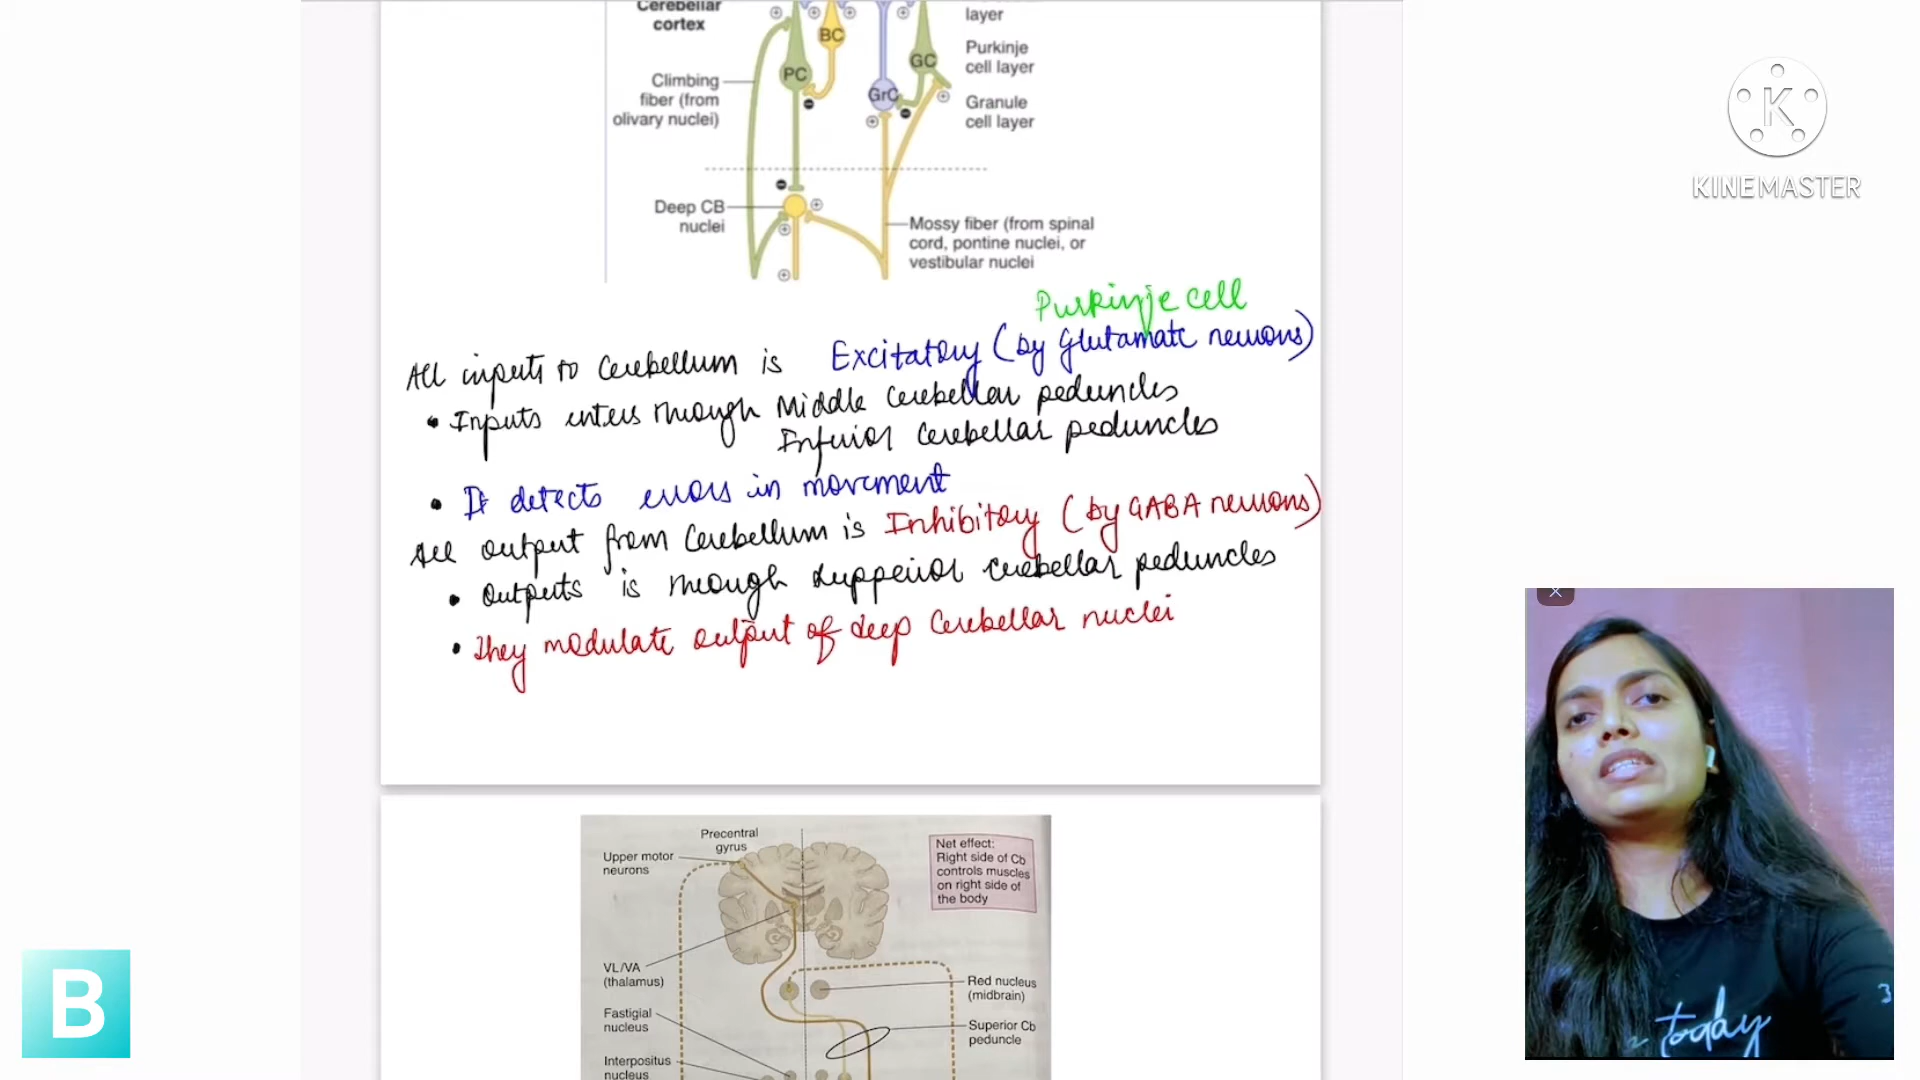 Cerebellar
cortex
BC
PC
GrC
GC
layer
Purkinje
cell layer
Granule
cell layer
Climbing
fiber (from
olivary nuclei)
Deep CB
nuclei
Mossy fiber (from spinal
cord, pontine nuclei, or
vestibular nuclei
Purkinje cell
All inputs to Cerebellum is Excitatory (by Glutamate neurons)
• Inputs enters through Middle Cerebellar peduncles
Inferior Cerebellar peduncles
• It detects errors in movement
All output from Cerebellum is Inhibitory (by GABA neurons)
• Outputs is through Supperior cerebellar peduncles
• They modulate output of deep Cerebellar nuclei
Precentral
gyrus
Upper motor
neurons
Net effect:
Right side of Cb
controls muscles
on right side of
the body
VL/VA
(thalamus)
Red nucleus
(midbrain)
Fastigial
nucleus
Superior Cb
peduncle
Interpositus
nucleus
K
KINEMASTER
B
today